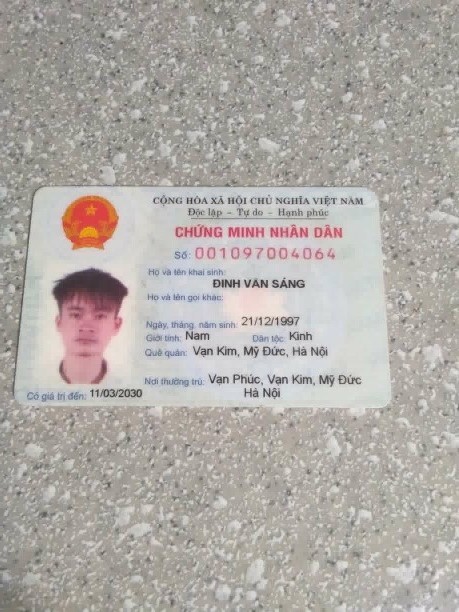 CỘNG HÒA XÃ HỘI CHỦ NGHĨA VIỆT NAM
Độc lập - Tự do - Hạnh phúc
CHỨNG MINH NHÂN DÂN
Số: 001097004064
Họ và tên khai sinh:
ĐINH VĂN SÁNG
Họ và tên gọi khác:
Ngày, tháng, năm sinh: 21/12/1997
Giới tính: Nam Dân tộc: Kinh
Quê quán: Vạn Kim, Mỹ Đức, Hà Nội
Nơi thường trú: Vạn Phúc, Vạn Kim, Mỹ Đức
Hà Nội
Có giá trị đến: 11/03/2030